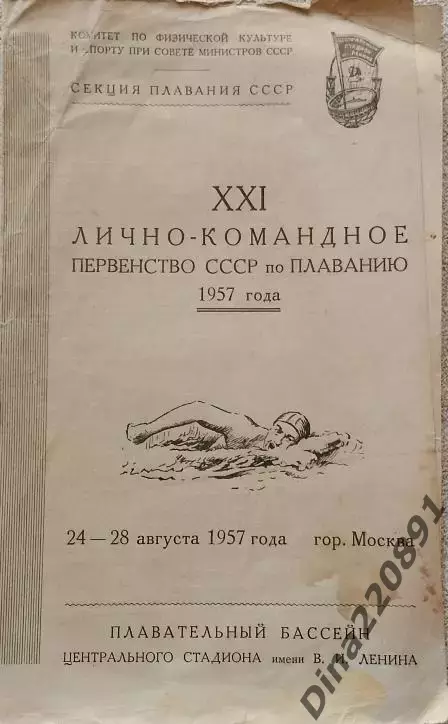 КОМИТЕТ ПО ФИЗИЧЕСКОЙ КУЛЬТУРЕ
И СПОРТУ ПРИ СОВЕТЕ МИНИСТРОВ СССР
СЕКЦИЯ ПЛАВАНИЯ СССР
XXI
ЛИЧНО-КОМАНДНОЕ
ПЕРВЕНСТВО СССР по ПЛАВАНИЮ
1957 года
24 — 28 августа 1957 года гор. Москва
ПЛАВАТЕЛЬНЫЙ БАССЕЙН
ЦЕНТРАЛЬНОГО СТАДИОНА имени В. И. ЛЕНИНА
Dina220891